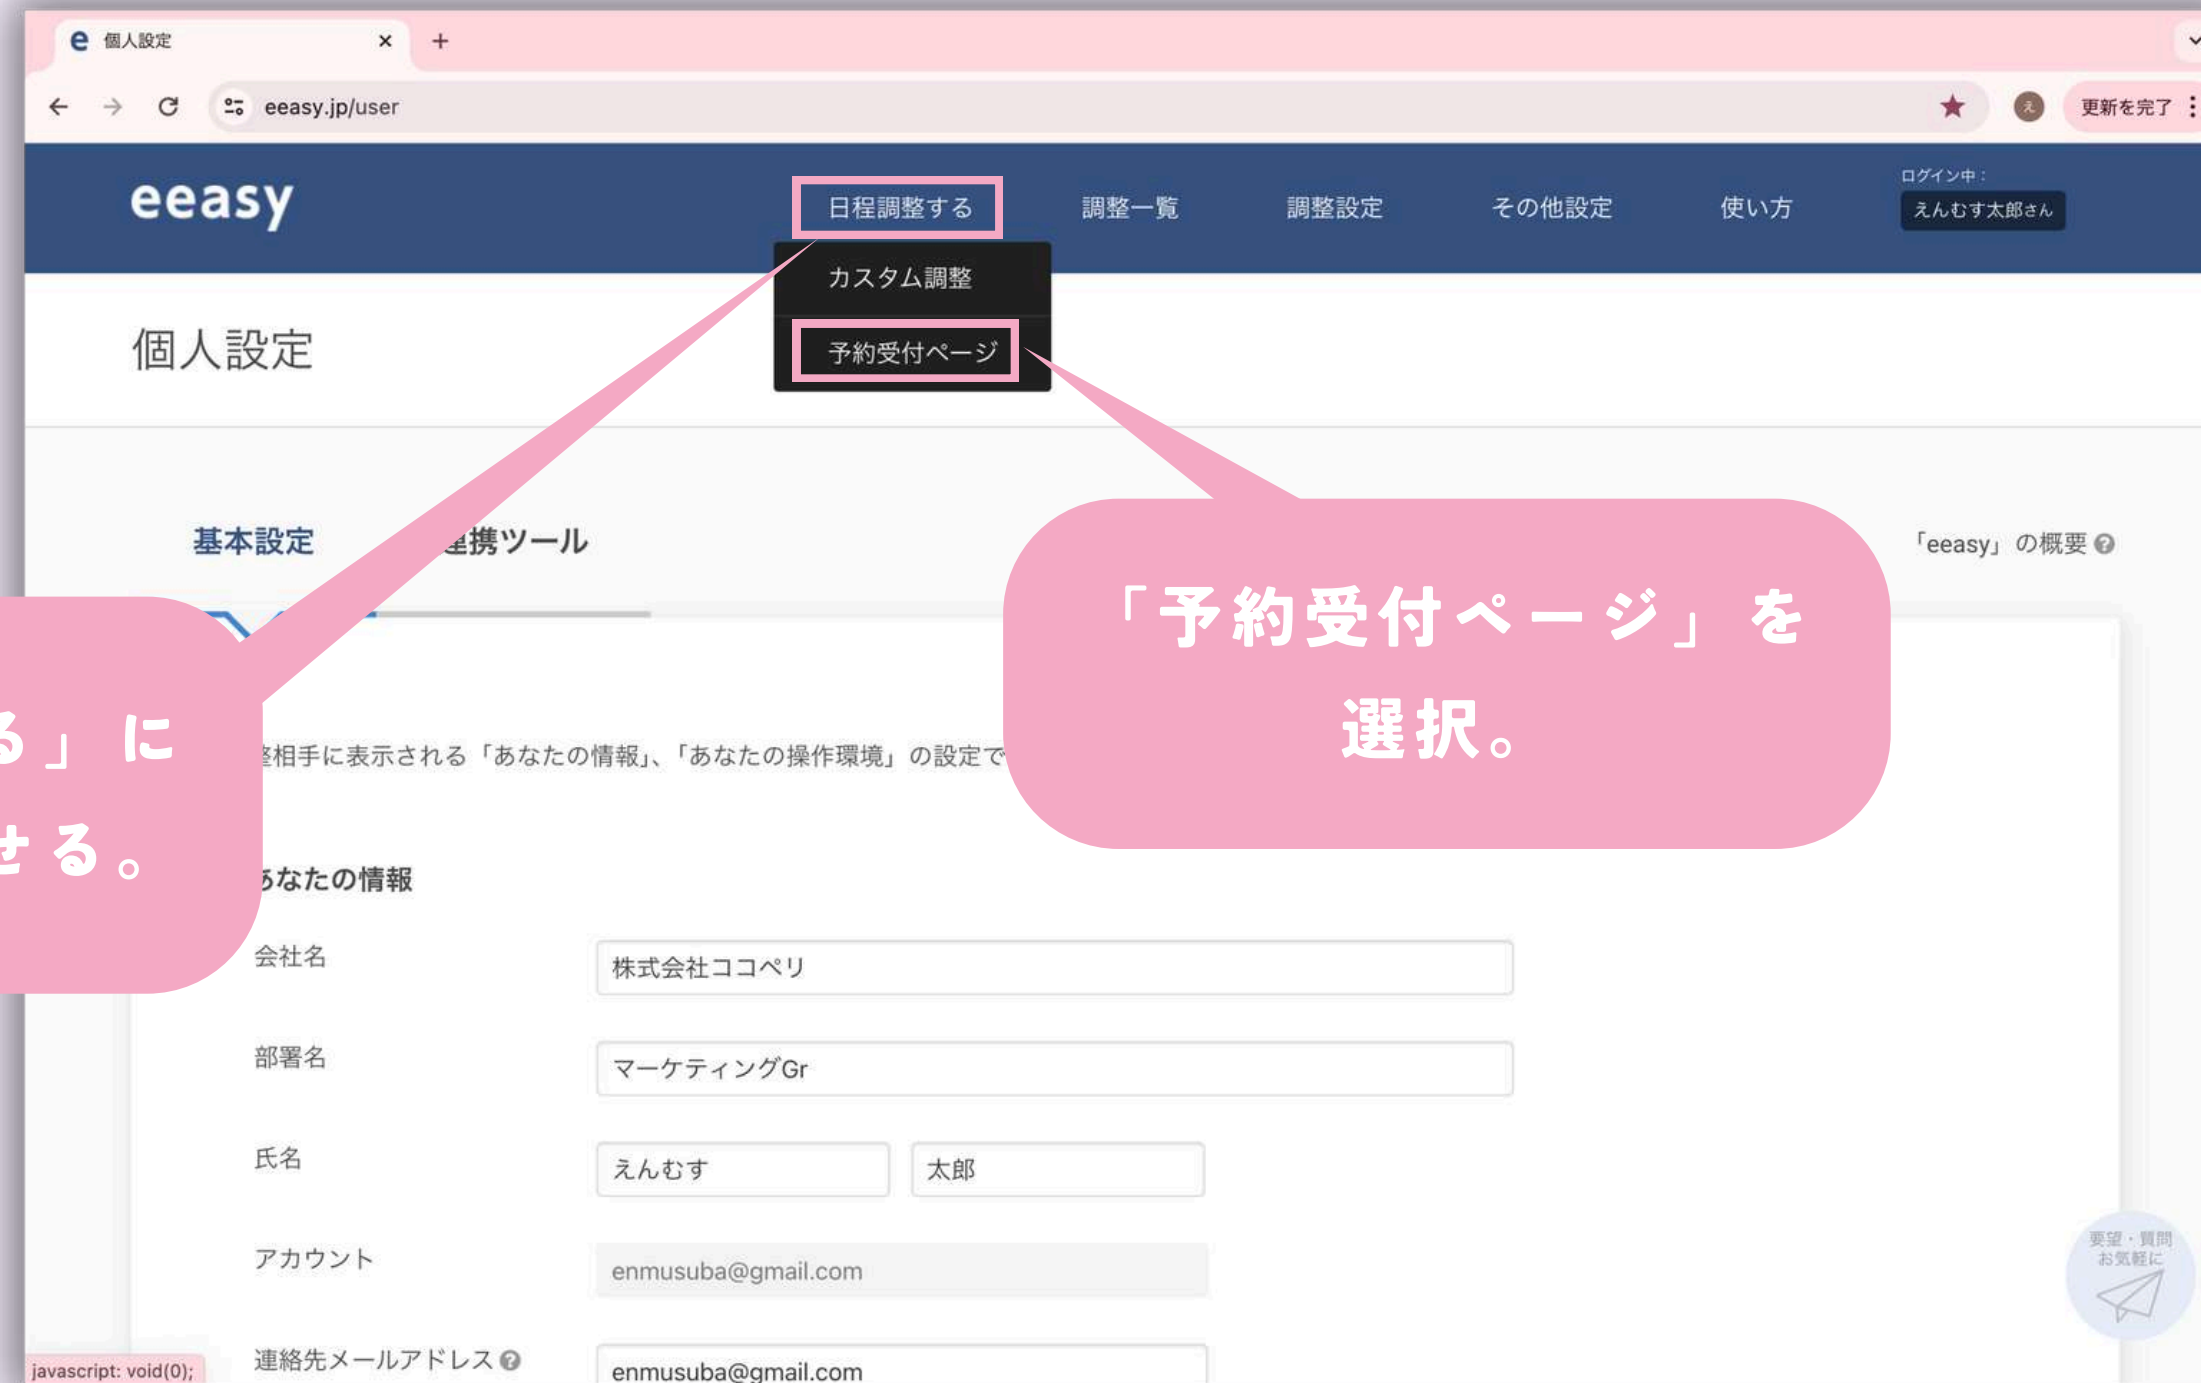 個人設定
eeasy.jp/user
更新を完了
eeasy
日程調整する
調整一覧
調整設定
その他設定
使い方
ログイン中：
えんむす太郎さん
カスタム調整
予約受付ページ
個人設定
基本設定
携ツール
「eeasy」の概要
「予約受付ページ」を
選択。
る」に
せる。
相手に表示される「あなたの情報」、「あなたの操作環境」の設定で
あなたの情報
会社名
株式会社ココペリ
部署名
マーケティングGr
氏名
えんむす
太郎
アカウント
enmusuba@gmail.com
連絡先メールアドレス
enmusuba@gmail.com
要望・質問
お気軽に
javascript: void(0);